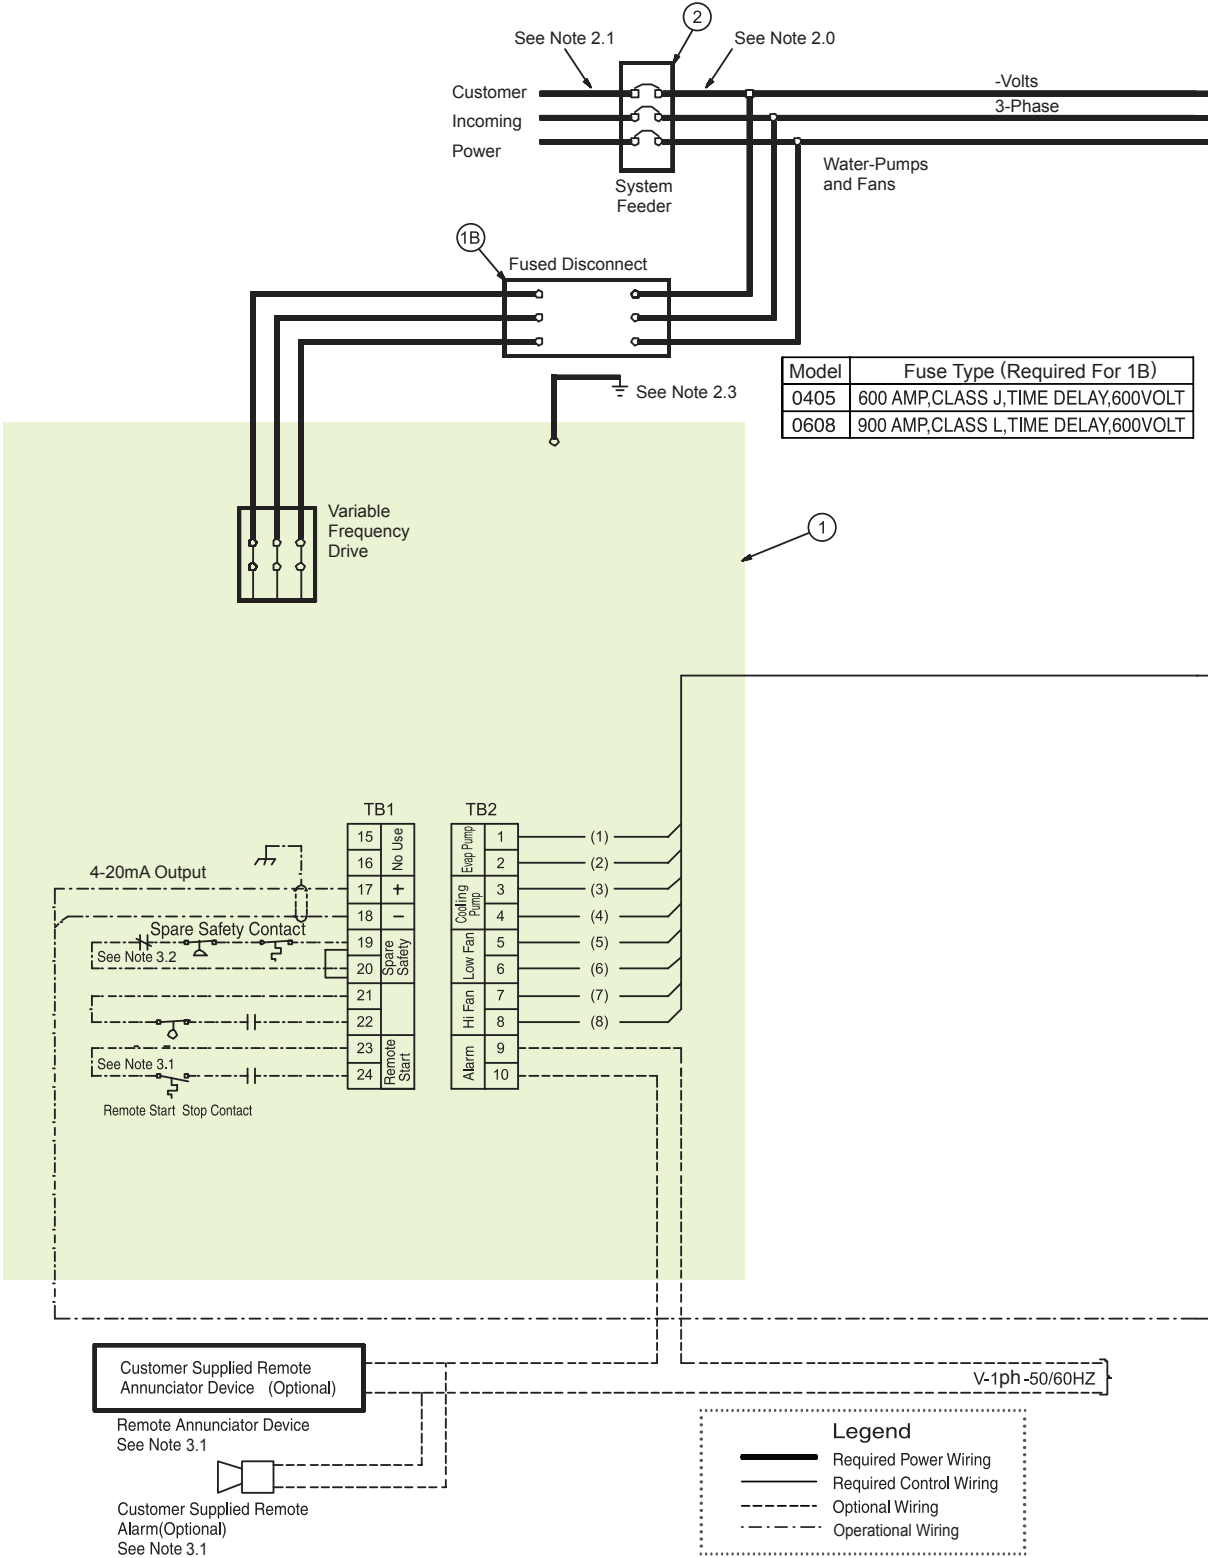 2
See Note 2.1
See Note 2.0
Customer
Incoming
Power
-Volts
3-Phase
Water-Pumps
and Fans
System
Feeder
1B
Fused Disconnect
See Note 2.3
Model Fuse Type (Required For 1B)
0405 600 AMP,CLASS J,TIME DELAY,600VOLT
0608 900 AMP,CLASS L,TIME DELAY,600VOLT
Variable
Frequency
Drive
1
TB1
15
16
No Use
17 +
18 −
19
20
Spare
Safety
21
22
23
24
Remote
Start
TB2
Evap Pump
1 (1)
2 (2)
Cooling
Pump
3 (3)
4 (4)
Low Fan
5 (5)
6 (6)
Hi Fan
7 (7)
8 (8)
Alarm
9
10
4-20mA Output
Spare Safety Contact
See Note 3.2
See Note 3.1
Remote Start Stop Contact
Customer Supplied Remote
Annunciator Device (Optional)
Remote Annunciator Device
See Note 3.1
Customer Supplied Remote
Alarm(Optional)
See Note 3.1
V-1ph-50/60HZ
Legend
Required Power Wiring
Required Control Wiring
Optional Wiring
Operational Wiring